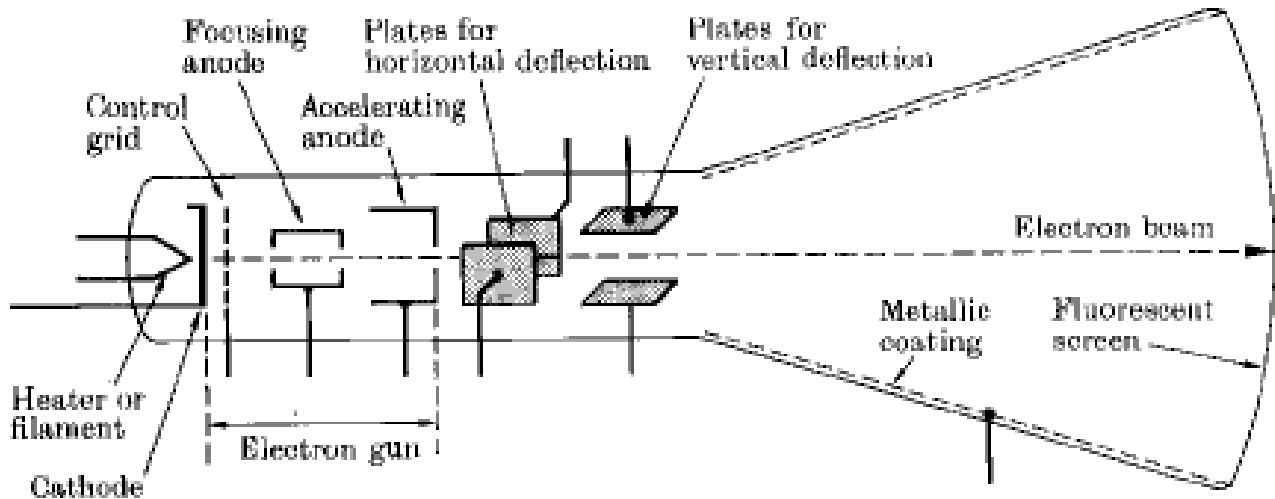 Focusing
anode
Plates for
horizontal deflection
Plates for
vertical deflection
Control
grid
Accelerating
anode
Electron beam
Metallic
coating
Fluorescent
screen
Heater or
filament
Electron gun
Cathode